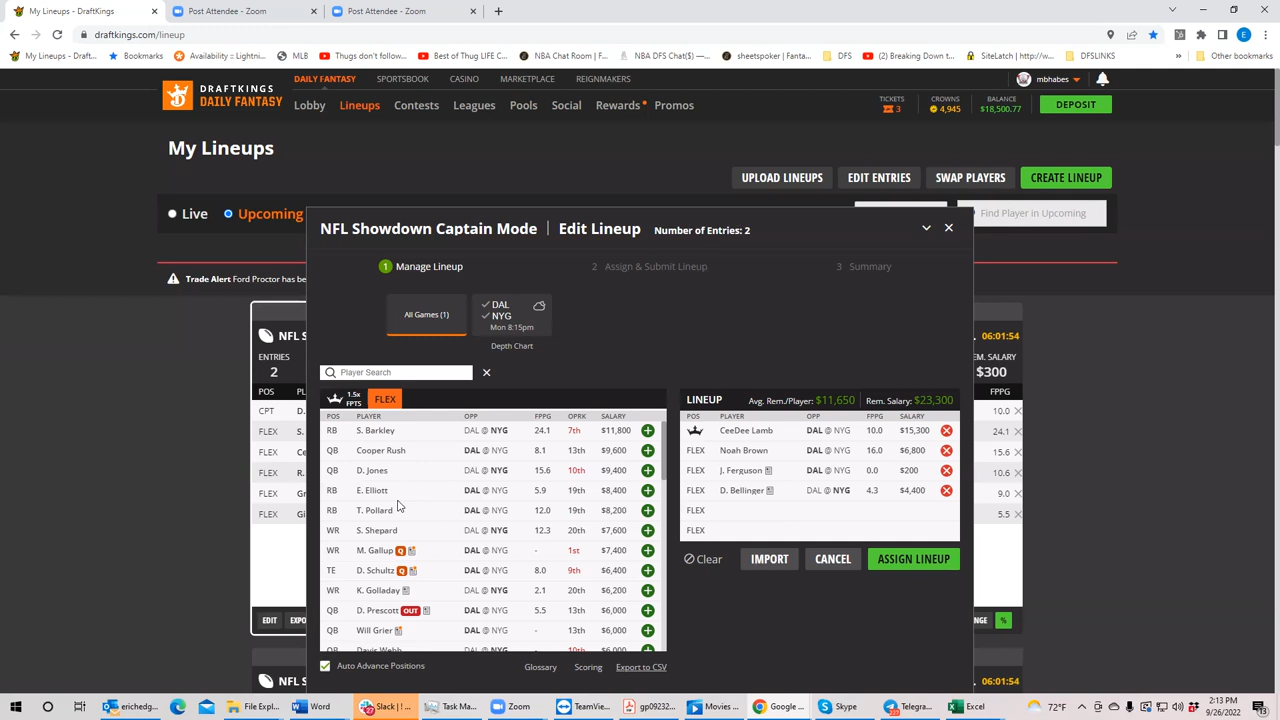 My Lineups - DraftKings
Post Attendee - Zoom
Post Attendee - Zoom
draftkings.com/lineup
E
My Lineups - Draft...
Bookmarks
Availability :: Lightni...
MLB
Thugs don't follow...
Best of Thug LIFE C...
NBA Chat Room | F...
NBA DFS Chat($) —...
sheetspoker | Fanta...
DFS
(2) Breaking Down t...
SiteLatch | http://w...
DFSLINKS
Other bookmarks
DRAFTKINGS
DAILY FANTASY
DAILY FANTASY
SPORTSBOOK
CASINO
MARKETPLACE
REIGNMAKERS
mbhabes
Lobby
Lineups
Contests
Leagues
Pools
Social
Rewards
Promos
TICKETS
3
CROWNS
4,945
BALANCE
$18,500.77
DEPOSIT
My Lineups
UPLOAD LINEUPS
EDIT ENTRIES
SWAP PLAYERS
CREATE LINEUP
Live
Upcoming
Find Player in Upcoming
Trade Alert Ford Proctor has be
NFL Showdown Captain Mode
Edit Lineup
Number of Entries: 2
1 Manage Lineup
2 Assign & Submit Lineup
3 Summary
All Games (1)
DAL
NYG
Mon 8:15pm
Depth Chart
Player Search
1.5x FPTS
FLEX
POS PLAYER OPP FPPG OPRK SALARY
RB S. Barkley DAL @ NYG 24.1 7th $11,800
QB Cooper Rush DAL @ NYG 8.1 13th $9,600
QB D. Jones DAL @ NYG 15.6 10th $9,400
RB E. Elliott DAL @ NYG 5.9 19th $8,400
RB T. Pollard DAL @ NYG 12.0 19th $8,200
WR S. Shepard DAL @ NYG 12.3 20th $7,600
WR M. Gallup Q DAL @ NYG - 1st $7,400
TE D. Schultz Q DAL @ NYG 8.0 9th $6,400
WR K. Golladay DAL @ NYG 2.1 20th $6,200
QB D. Prescott OUT DAL @ NYG 5.5 13th $6,000
QB Will Grier DAL @ NYG - 13th $6,000
Davis Webb
LINEUP
Avg. Rem./Player: $11,650
Rem. Salary: $23,300
POS PLAYER OPP FPPG SALARY
CeeDee Lamb DAL @ NYG 10.0 $15,300
FLEX Noah Brown DAL @ NYG 16.0 $6,800
FLEX J. Ferguson DAL @ NYG 0.0 $200
FLEX D. Bellinger DAL @ NYG 4.3 $4,400
FLEX
FLEX
Clear
IMPORT
CANCEL
ASSIGN LINEUP
Auto Advance Positions
Glossary
Scoring
Export to CSV
NFL S
ENTRIES
2
POS PL
CPT D.
FLEX S.
FLEX Ce
FLEX R.
FLEX Gr
FLEX Gi
EDIT
EXPO
NFL S
06:01:54
M. SALARY
$300
FPPG
10.0
24.1
15.6
10.0
9.0
5.5
NGE
%
06:01:54
erichedg...
File Explo...
Word
Slack | ! ...
Task Ma...
Zoom
TeamVie...
gp09232...
Movies ...
Google ...
Skype
Telegra...
Excel
72°F
2:13 PM
9/26/2022